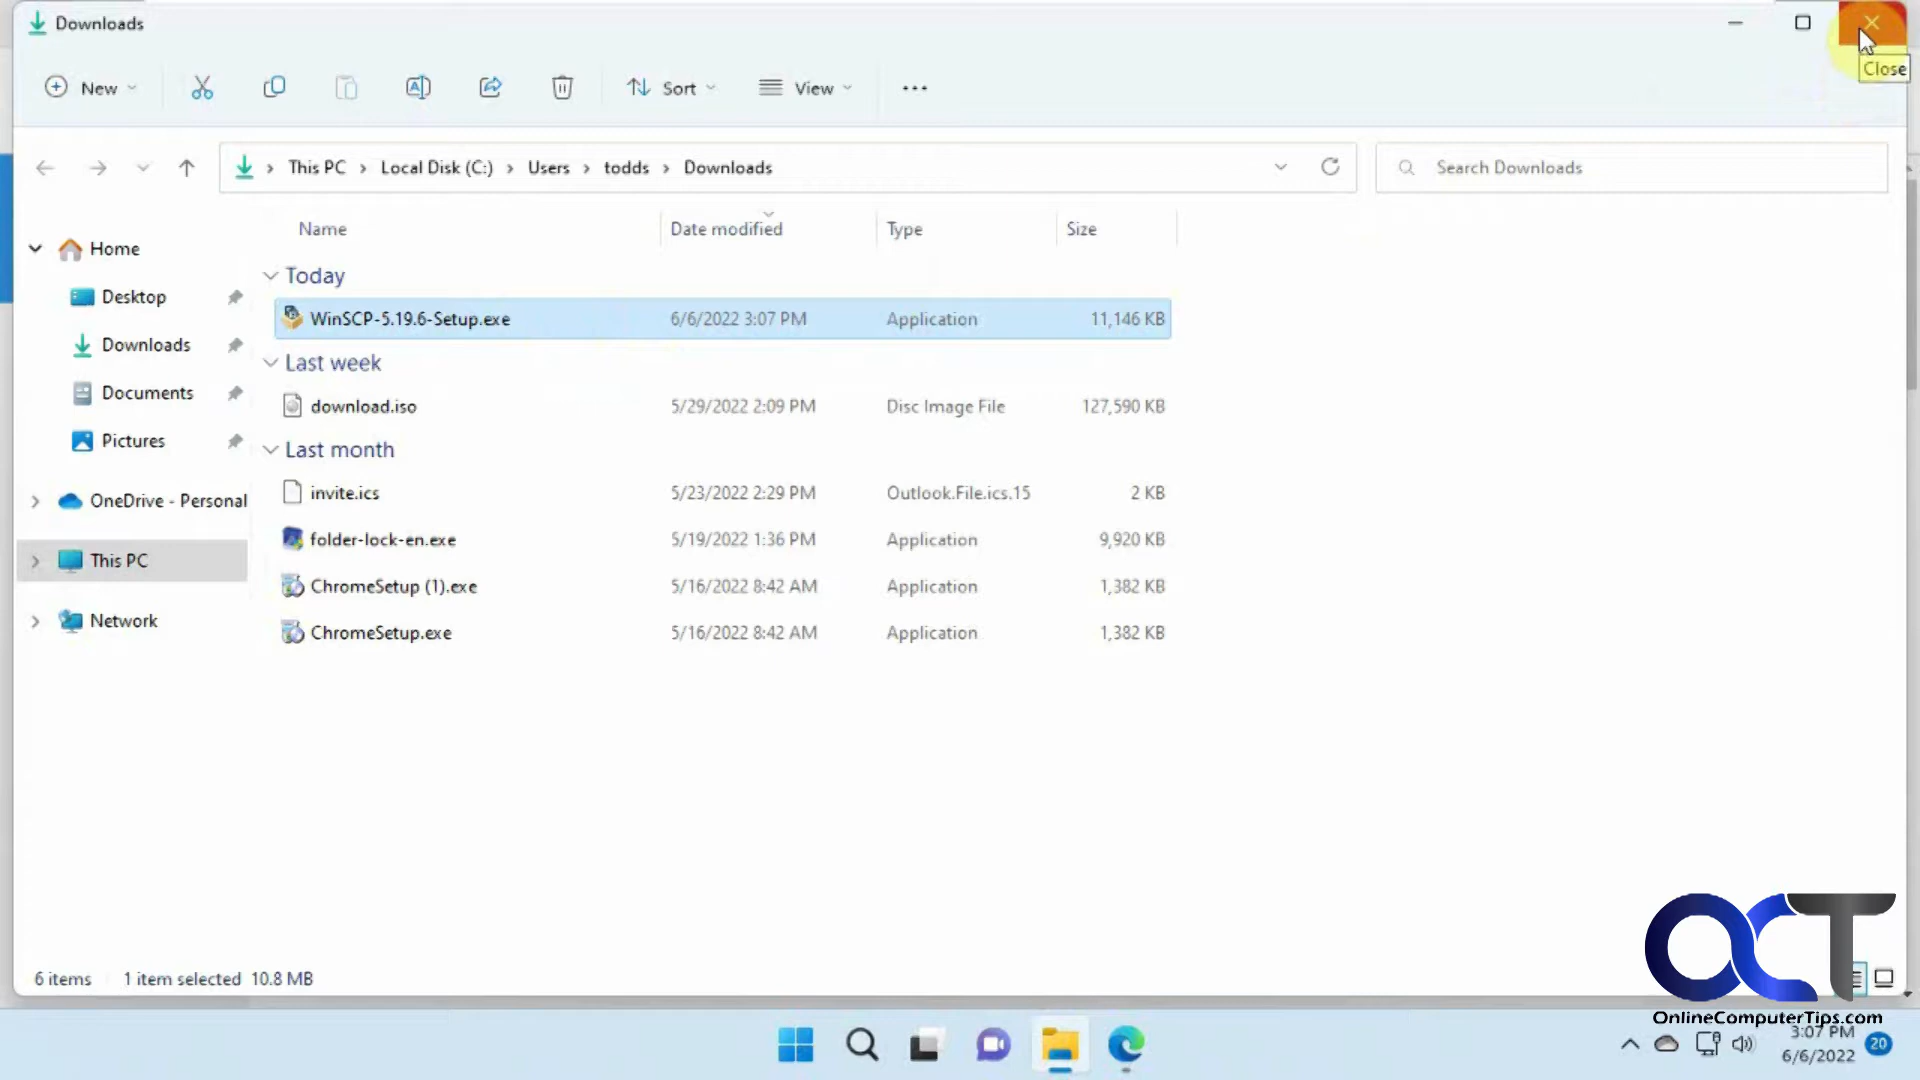 Downloads
Close
New
Sort
View
This PC > Local Disk (C:) > Users > todds > Downloads
Search Downloads
Name Date modified Type Size
Home
Desktop
Downloads
Documents
Pictures
OneDrive - Personal
This PC
Network
Today
WinSCP-5.19.6-Setup.exe 6/6/2022 3:07 PM Application 11,146 KB
Last week
download.iso 5/29/2022 2:09 PM Disc Image File 127,590 KB
Last month
invite.ics 5/23/2022 2:29 PM Outlook.File.ics.15 2 KB
folder-lock-en.exe 5/19/2022 1:36 PM Application 9,920 KB
ChromeSetup (1).exe 5/16/2022 8:42 AM Application 1,382 KB
ChromeSetup.exe 5/16/2022 8:42 AM Application 1,382 KB
6 items 1 item selected 10.8 MB
OCT
OnlineComputerTips.com
3:07 PM
6/6/2022
20